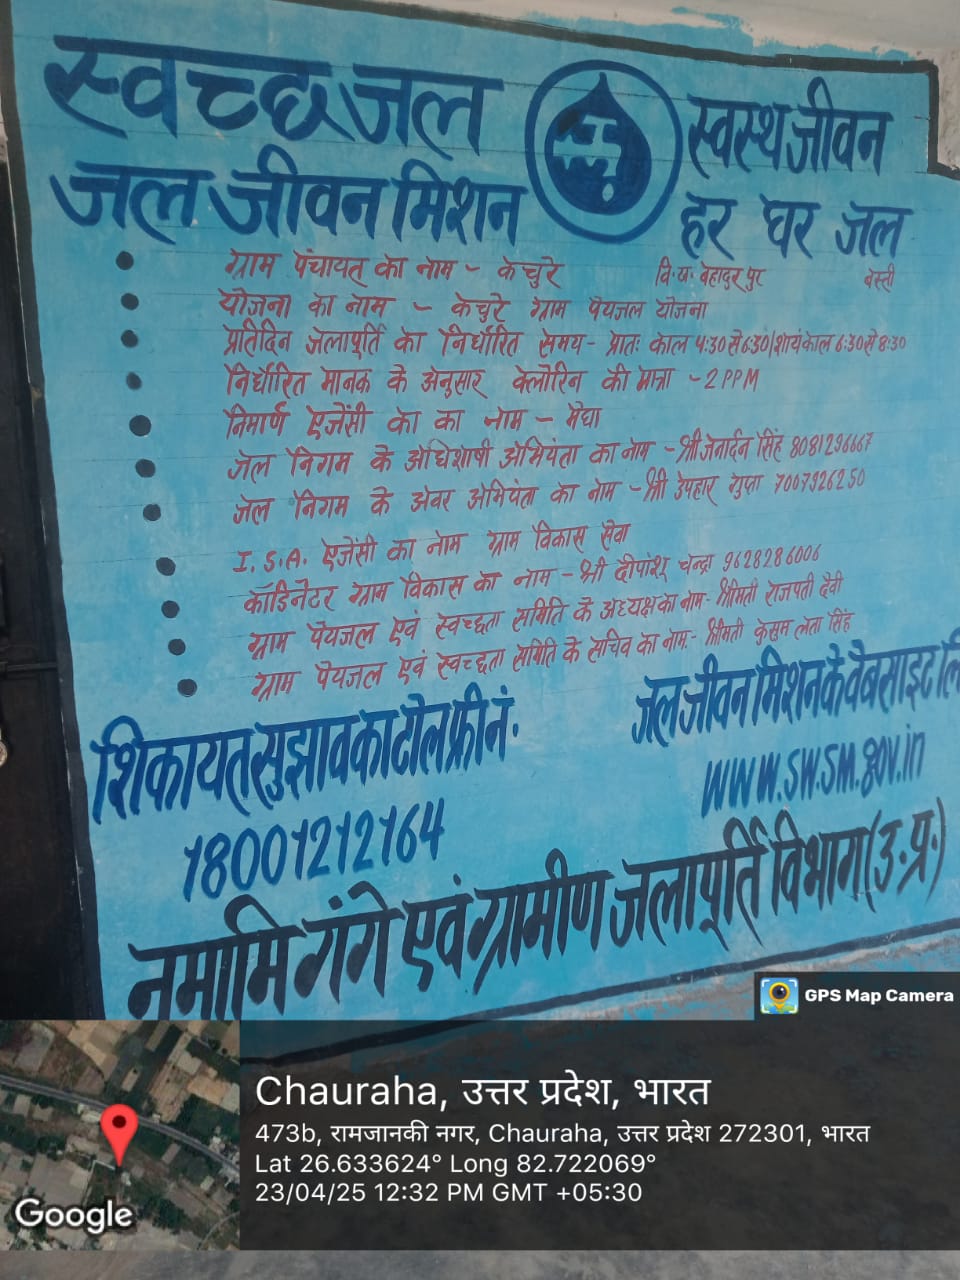 स्वच्छ जल
स्वस्थ जीवन
जल जीवन मिशन
हर घर जल
ग्राम पंचायत का नाम - केचुरे वि.ख. बहादुर पुर बस्ती
योजना का नाम - केचुरे ग्राम पेयजल योजना
प्रतिदिन जलापूर्ति का निर्धारित समय - प्रातः काल 4:30 से 6:30/शायंकाल 6:30 से 8:30
निर्धारित मानक के अनुसार क्लोरिन की मात्रा - 2 PPM
निमार्ण एजेंसी का का नाम - मेघा
जल निगम के अधिशाषी अभियंता का नाम - श्री जनार्दन सिंह 8081296667
जल निगम के अवर अभियंता का नाम - श्री उपहार गुप्ता 7007926250
I.S.A. एजेंसी का नाम ग्राम विकास सेवा
कॉडिनेटर ग्राम विकास का नाम - श्री दीपांशू चन्द्रा 9628286006
ग्राम पेयजल एवं स्वच्छता समिति के अध्यक्ष का नाम - श्रीमती राजपती देवी
ग्राम पेयजल एवं स्वच्छता समिति के सचिव का नाम - श्रीमती कुसुम लता सिंह
शिकायत सुझाव का टोल फ्री नं.
18001212164
जल जीवन मिशन के वैबसाइट
www.swsm.gov.in
नमामि गंगे एवं ग्रामीण जलापूर्ति विभाग (उ.प्र.)
GPS Map Camera
Chauraha, उत्तर प्रदेश, भारत
473b, रामजानकी नगर, Chauraha, उत्तर प्रदेश 272301, भारत
Lat 26.633624° Long 82.722069°
23/04/25 12:32 PM GMT +05:30
Google